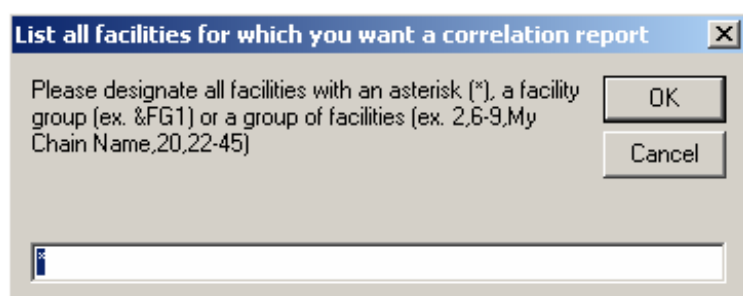 List all facilities for which you want a correlation report
Please designate all facilities with an asterisk (*), a facility
group (ex. &FG1) or a group of facilities (ex. 2,6-9,My
Chain Name,20,22-45)
OK
Cancel
*